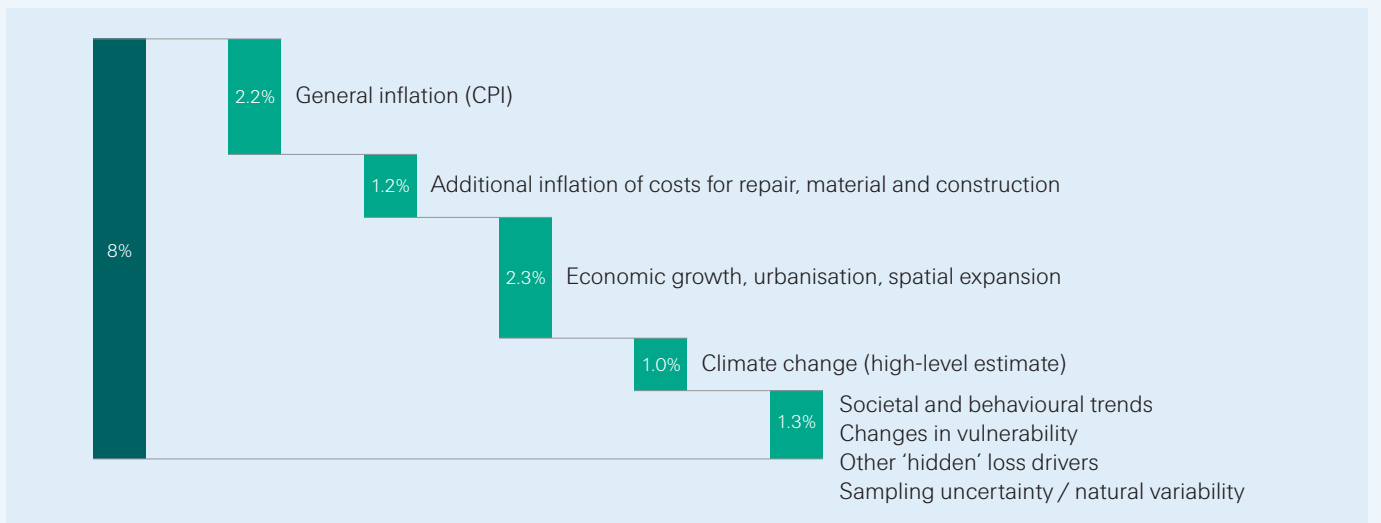 2.2% General inflation (CPI)
1.2% Additional inflation of costs for repair, material and construction
8%
2.3% Economic growth, urbanisation, spatial expansion
1.0% Climate change (high-level estimate)
1.3% Societal and behavioural trends
Changes in vulnerability
Other ‘hidden’ loss drivers
Sampling uncertainty / natural variability